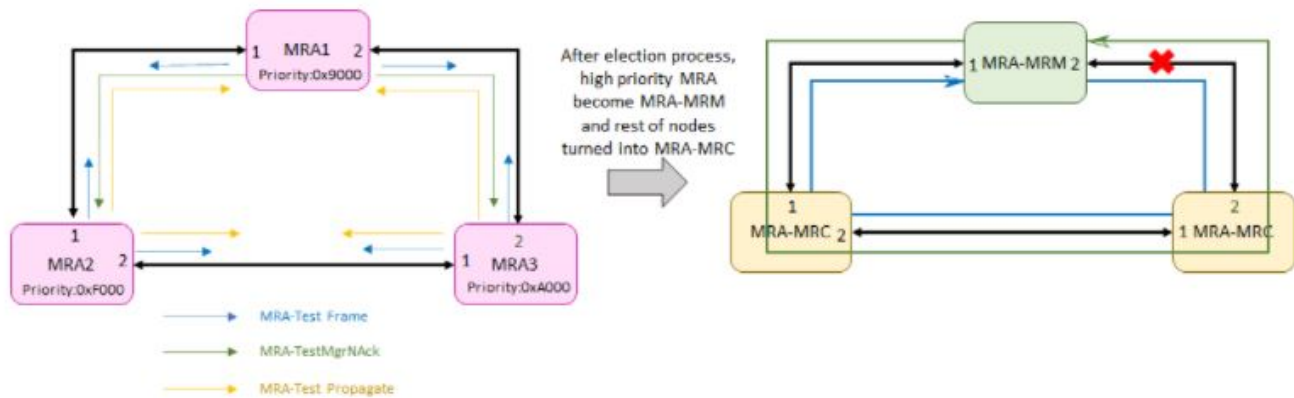 1 MRA1 2
Priority:0x9000
1
MRA2 2
Priority:0xF000
2
1 MRA3
Priority:0xA000
MRA-Test Frame
MRA-TestMgrNAck
MRA-Test Propagate
After election process,
high priority MRA
become MRA-MRM
and rest of nodes
turned into MRA-MRC
1 MRA-MRM 2
1
MRA-MRC 2
2
1 MRA-MRC